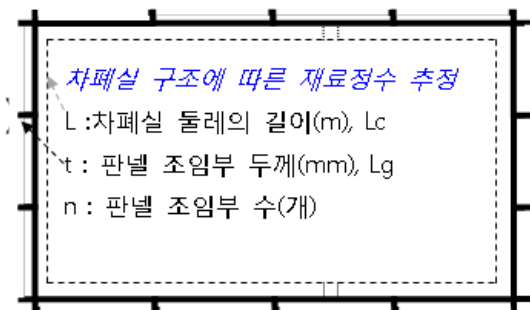 차폐실 구조에 따른 재료정수 추정
L :차폐실 둘레의 길이(m), Lc
t : 판넬 조임부 두께(mm), Lg
n : 판넬 조임부 수(개)